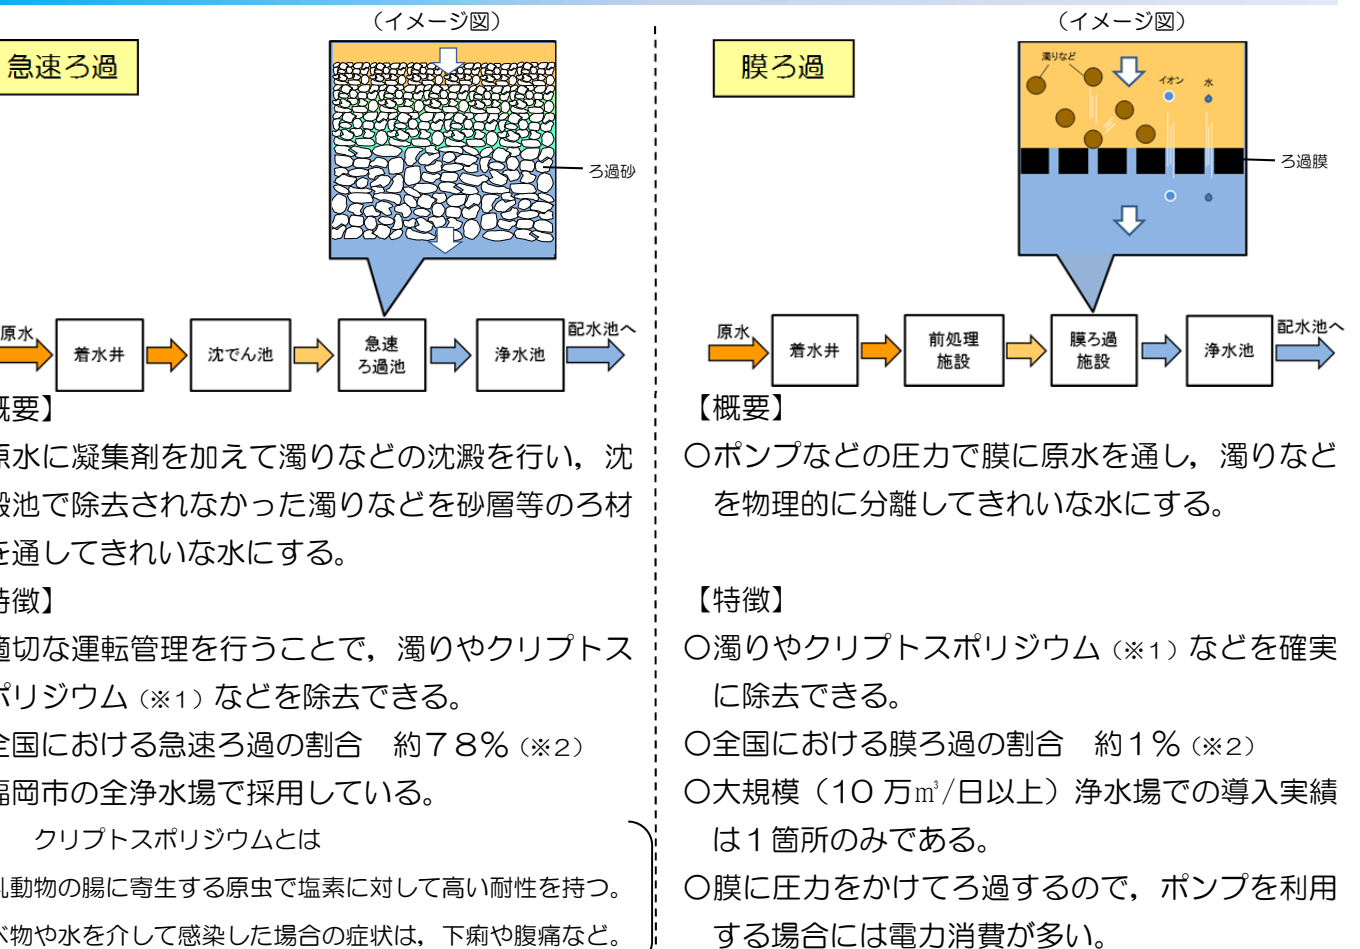 （イメージ図）
急速ろ過
ろ過砂
原水
着水井
沈でん池
急速
ろ過池
浄水池
配水池へ
概要】
原水に凝集剤を加えて濁りなどの沈澱を行い，沈
澱池で除去されなかった濁りなどを砂層等のろ材
を通してきれいな水にする。
特徴】
適切な運転管理を行うことで，濁りやクリプトス
ポリジウム（※1）などを除去できる。
全国における急速ろ過の割合　約７８％（※2）
福岡市の全浄水場で採用している。
クリプトスポリジウムとは
乳動物の腸に寄生する原虫で塩素に対して高い耐性を持つ。
べ物や水を介して感染した場合の症状は，下痢や腹痛など。
（イメージ図）
膜ろ過
濁りなど
イオン
水
ろ過膜
原水
着水井
前処理
施設
膜ろ過
施設
浄水池
配水池へ
【概要】
〇ポンプなどの圧力で膜に原水を通し，濁りなど
を物理的に分離してきれいな水にする。
【特徴】
〇濁りやクリプトスポリジウム（※1）などを確実
に除去できる。
〇全国における膜ろ過の割合　約１％（※2）
〇大規模（10 万㎥/日以上）浄水場での導入実績
は１箇所のみである。
〇膜に圧力をかけてろ過するので，ポンプを利用
する場合には電力消費が多い。